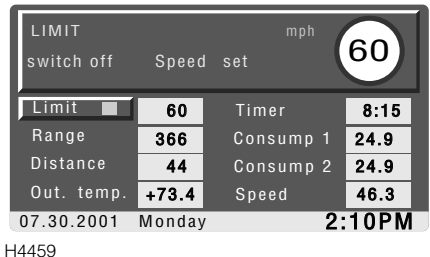 LIMIT mph 60
switch off Speed set
Limit 60 Timer 8:15
Range 366 Consump 1 24.9
Distance 44 Consump 2 24.9
Out. temp. +73.4 Speed 46.3
07.30.2001 Monday 2:10PM
H4459